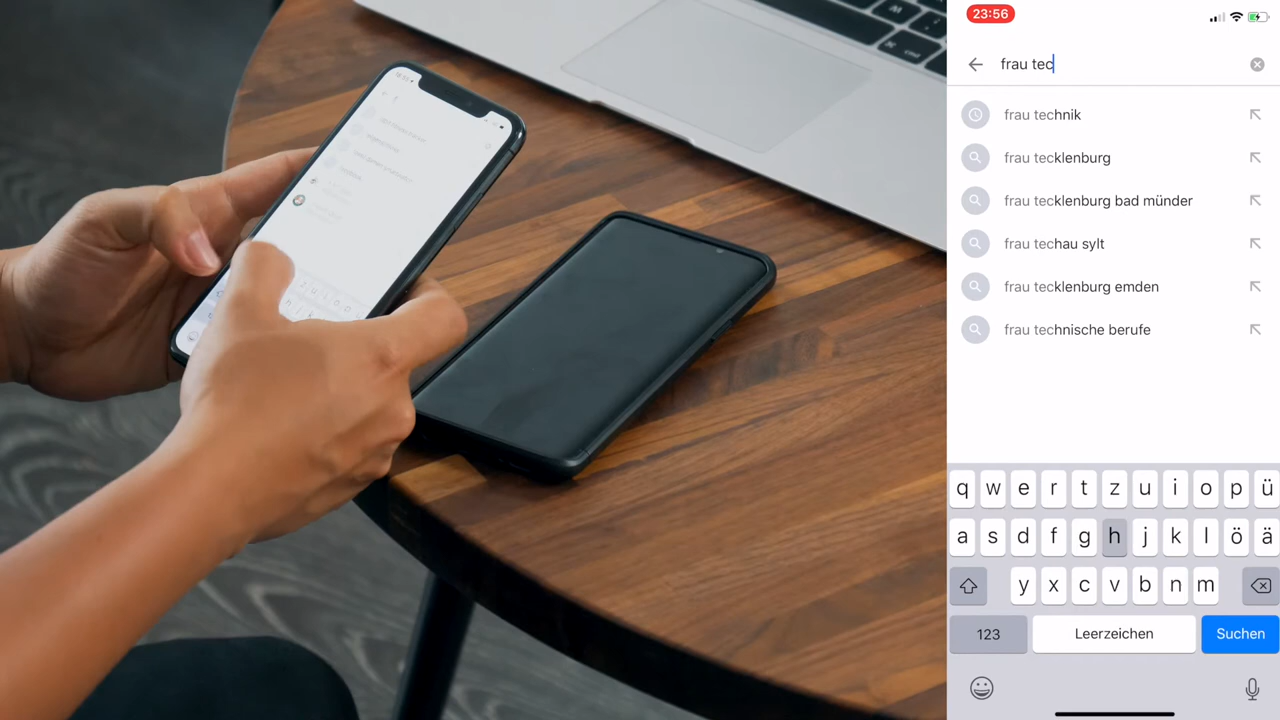 23:56
frau tec
frau technik
frau tecklenburg
frau tecklenburg bad münder
frau techau sylt
frau tecklenburg emden
frau technische berufe
q w e r t z u i o p ü
a s d f g h j k l ö ä
y x c v b n m
123 Leerzeichen Suchen
cmd